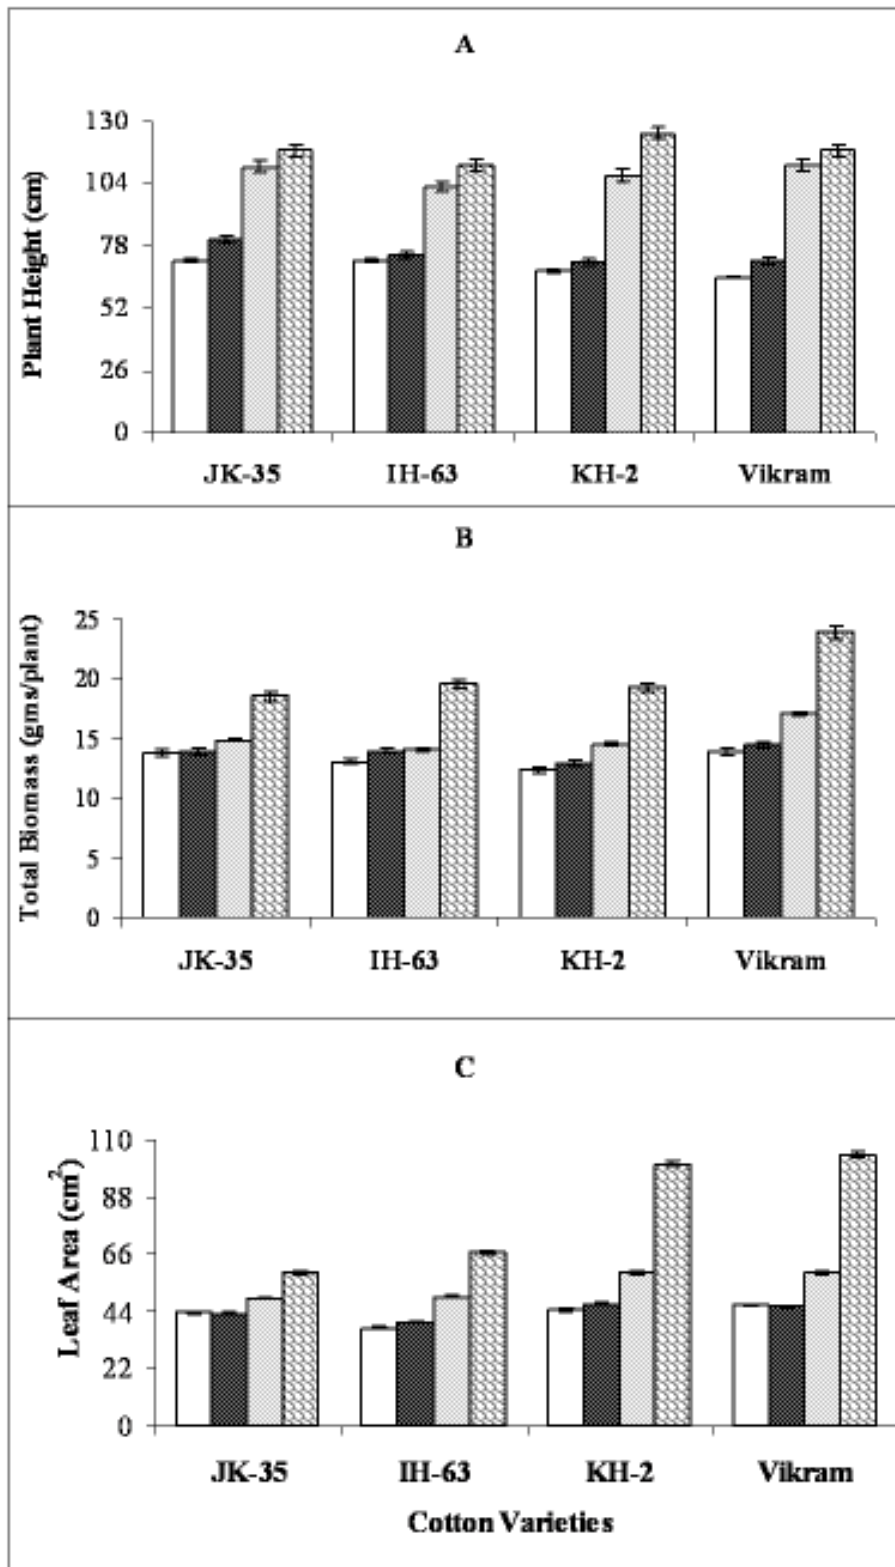 A
Plant Height (cm)
130
104
78
52
26
0
JK-35 IH-63 KH-2 Vikram
B
Total Biomass (gms/plant)
25
20
15
10
5
0
JK-35 IH-63 KH-2 Vikram
C
Leaf Area (cm²)
110
88
66
44
22
0
JK-35 IH-63 KH-2 Vikram
Cotton Varieties